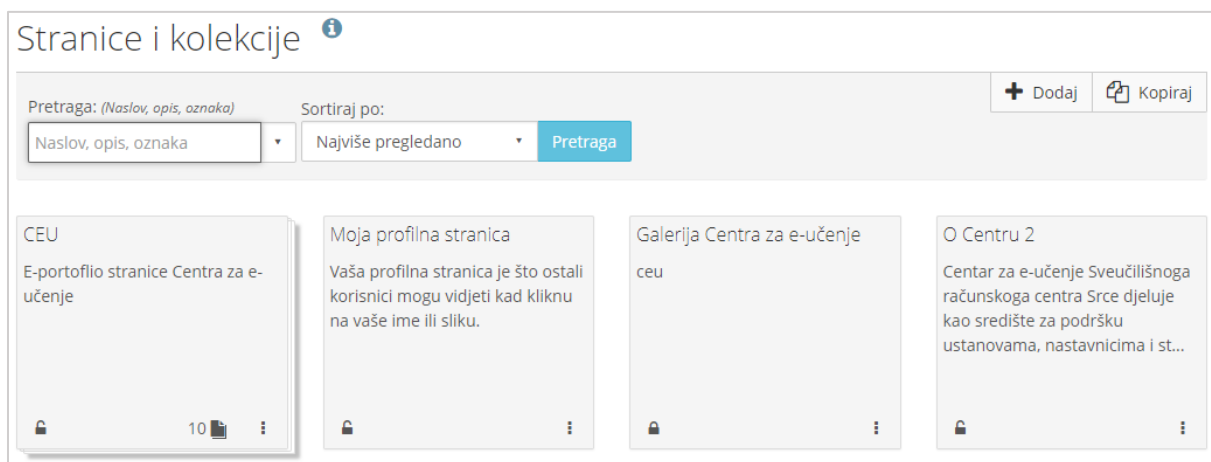 Stranice i kolekcije
Dodaj Kopiraj
Pretraga: (Naslov, opis, oznaka) Sortiraj po:
Naslov, opis, oznaka Najviše pregledano Pretraga
CEU
E-portoflio stranice Centra za e-
učenje
10
Moja profilna stranica
Vaša profilna stranica je što ostali
korisnici mogu vidjeti kad kliknu
na vaše ime ili sliku.
Galerija Centra za e-učenje
ceu
O Centru 2
Centar za e-učenje Sveučilišnoga
računskoga centra Srce djeluje
kao središte za podršku
ustanovama, nastavnicima i st...